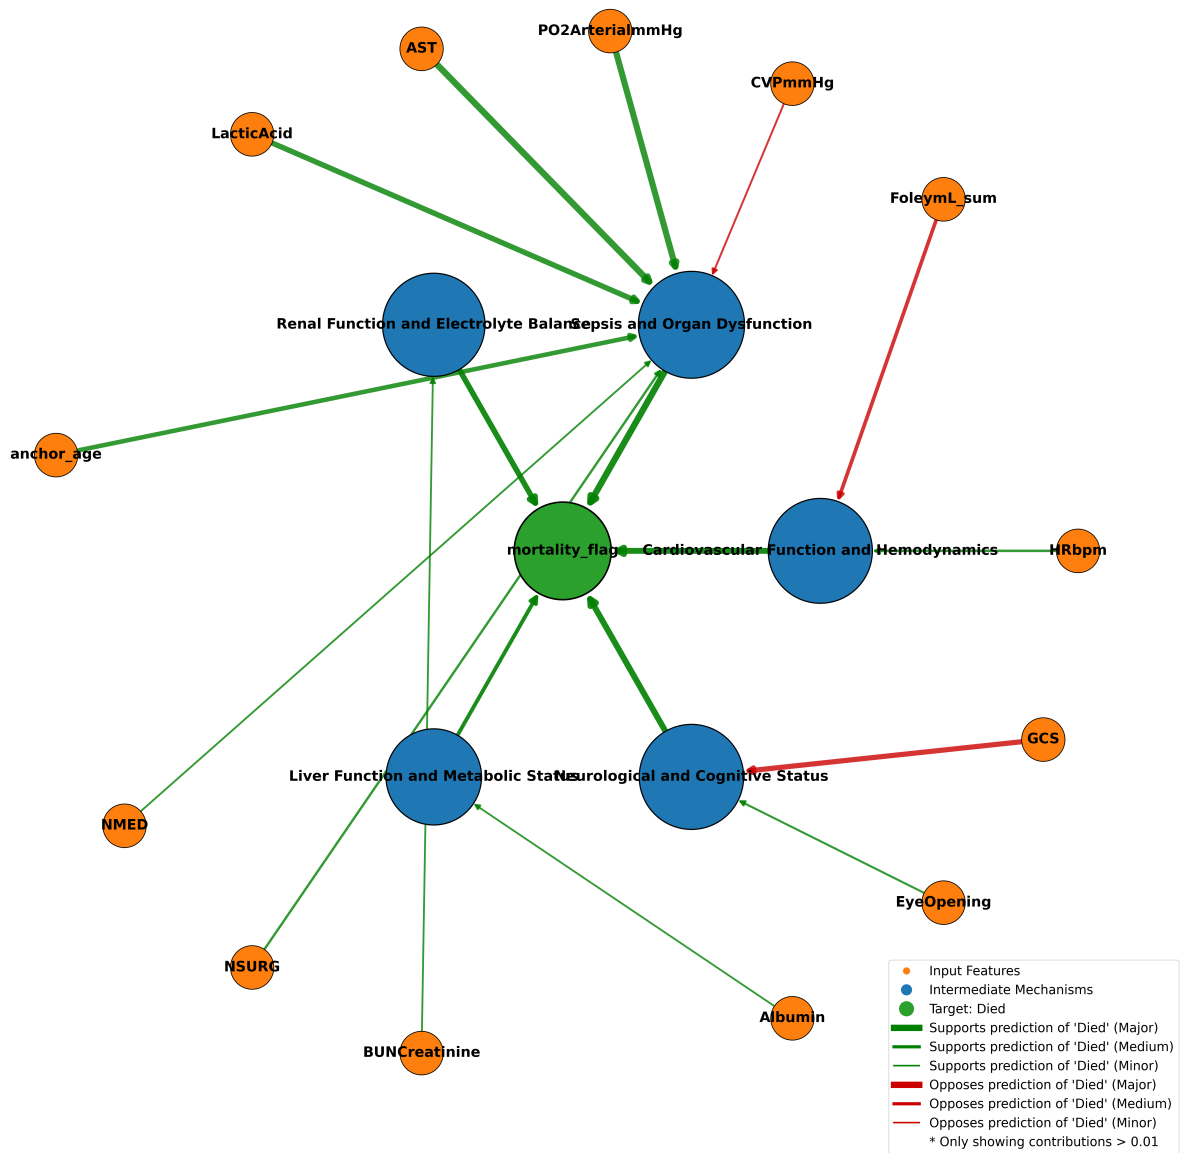 PO2ArterialmmHg
AST
CVPmmHg
LacticAcid
FoleymL_sum
Renal Function and Electrolyte Balance
Sepsis and Organ Dysfunction
anchor_age
mortality_flag
Cardiovascular Function and Hemodynamics
HRbpm
GCS
Liver Function and Metabolic Status
Neurological and Cognitive Status
NMED
EyeOpening
NSURG
Albumin
BUNCreatinine
Input Features
Intermediate Mechanisms
Target: Died
Supports prediction of 'Died' (Major)
Supports prediction of 'Died' (Medium)
Supports prediction of 'Died' (Minor)
Opposes prediction of 'Died' (Major)
Opposes prediction of 'Died' (Medium)
Opposes prediction of 'Died' (Minor)
* Only showing contributions > 0.01